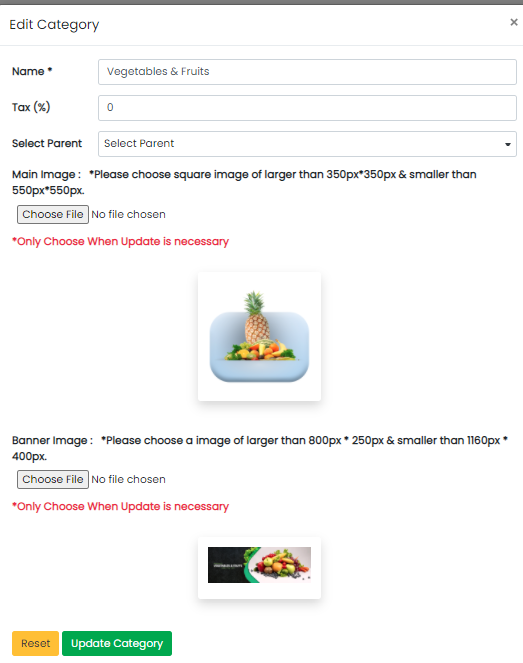 Edit Category
×
Name *
Vegetables & Fruits
Tax (%)
0
Select Parent
Select Parent
Main Image : *Please choose square image of larger than 350px*350px & smaller than
550px*550px.
Choose File No file chosen
*Only Choose When Update is necessary
Banner Image : *Please choose a image of larger than 800px * 250px & smaller than 1160px *
400px.
Choose File No file chosen
*Only Choose When Update is necessary
VEGETABLES & FRUITS
Reset
Update Category